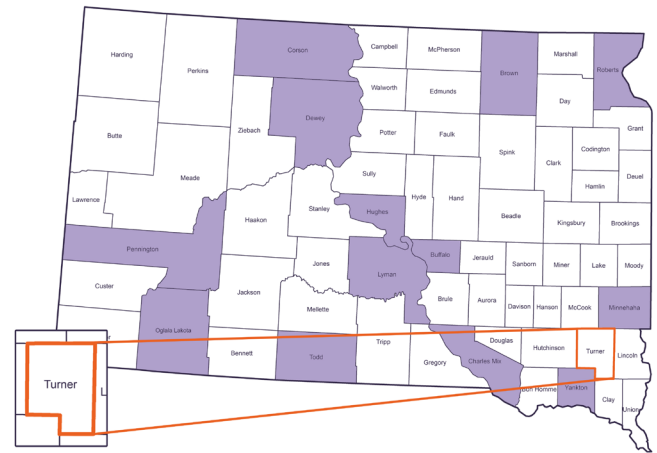 Harding
Perkins
Corson
Campbell
McPherson
Brown
Marshall
Roberts
Walworth
Edmunds
Day
Dewey
Ziebach
Butte
Potter
Faulk
Grant
Codington
Spink
Clark
Meade
Sully
Deuel
Hamlin
Lawrence
Hyde
Hand
Stanley
Hughes
Haakon
Beadle
Kingsbury
Brookings
Pennington
Buffalo
Jerauld
Jones
Sanborn
Miner
Lake
Moody
Lyman
Custer
Jackson
Brule
Aurora
Davison
Hanson
McCook
Minnehaha
Mellette
Oglala Lakota
Tripp
Douglas
Hutchinson
Turner
Lincoln
Bennett
Todd
Gregory
Charles Mix
Bon Homme
Yankton
Clay
Union
r
Turner
L